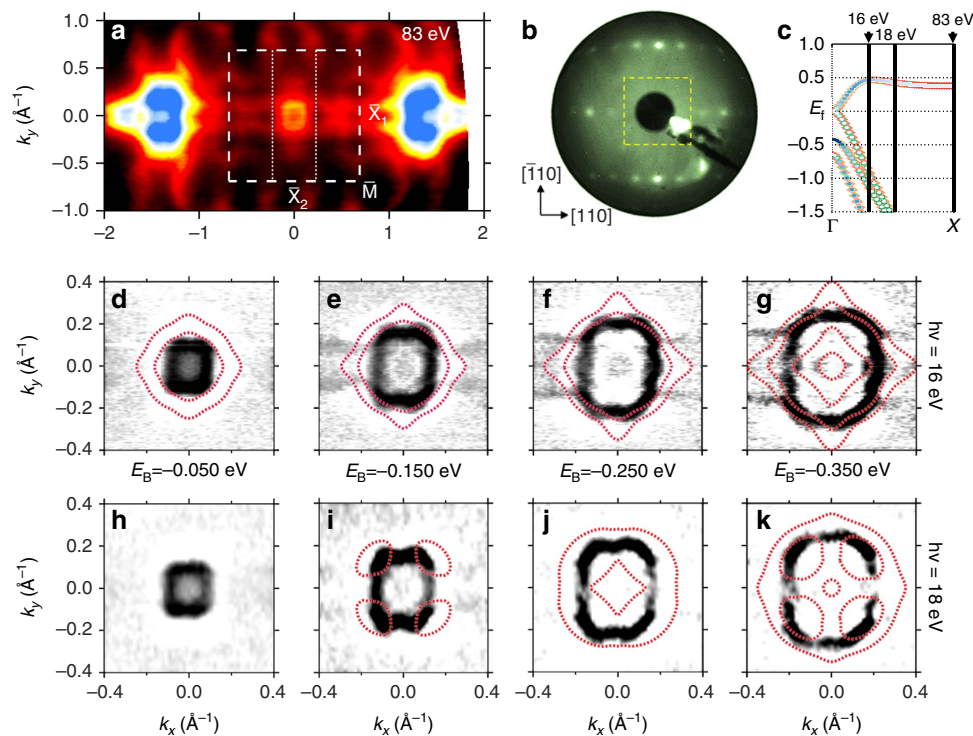 a
83 eV
k_y (Å⁻¹)
1.0
0.5
0.0
−0.5
−1.0
−2
−1
0
1
2
X̄₁
X̄₂
M̄
b
[1̄10]
[110]
c
16 eV
18 eV
83 eV
1.0
0.5
E_f
−0.5
−1.0
−1.5
Γ
X
d
e
f
g
k_y (Å⁻¹)
0.4
0.2
0.0
−0.2
−0.4
hν = 16 eV
E_B=−0.050 eV
E_B=−0.150 eV
E_B=−0.250 eV
E_B=−0.350 eV
h
i
j
k
k_y (Å⁻¹)
0.4
0.2
0.0
−0.2
−0.4
hν = 18 eV
−0.4 0.0 0.4
−0.4 0.0 0.4
−0.4 0.0 0.4
−0.4 0.0 0.4
k_x (Å⁻¹)
k_x (Å⁻¹)
k_x (Å⁻¹)
k_x (Å⁻¹)